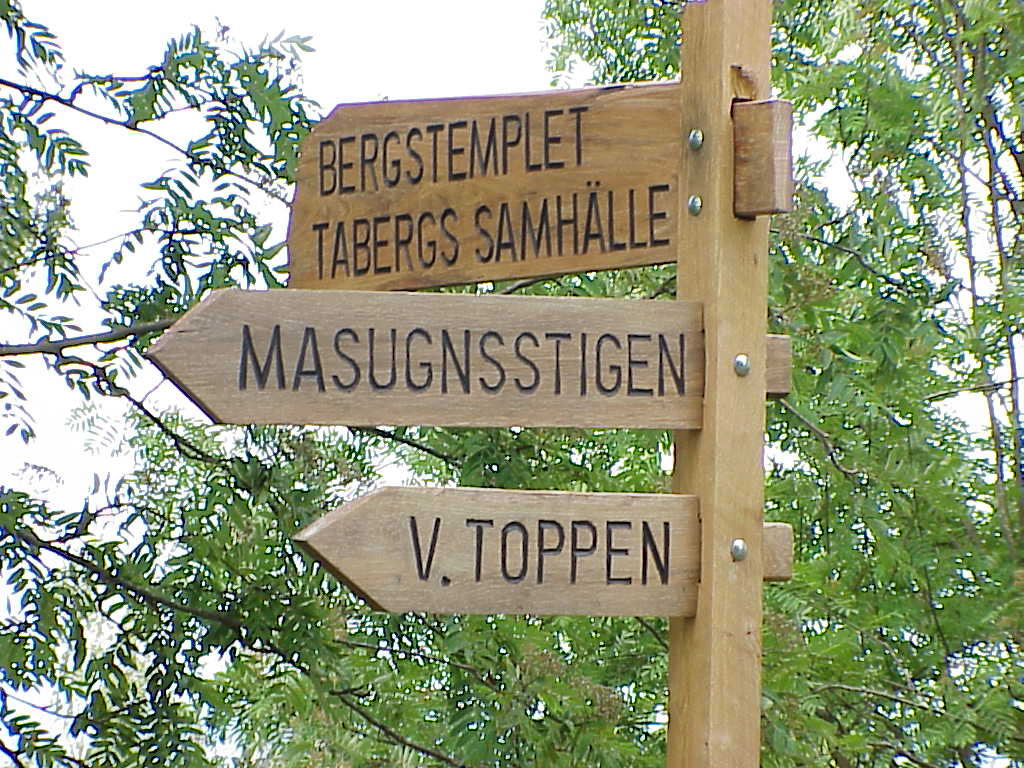 BERGSTEMPLET
TABERGS SAMHÄLLE
MASUGNSSTIGEN
V. TOPPEN